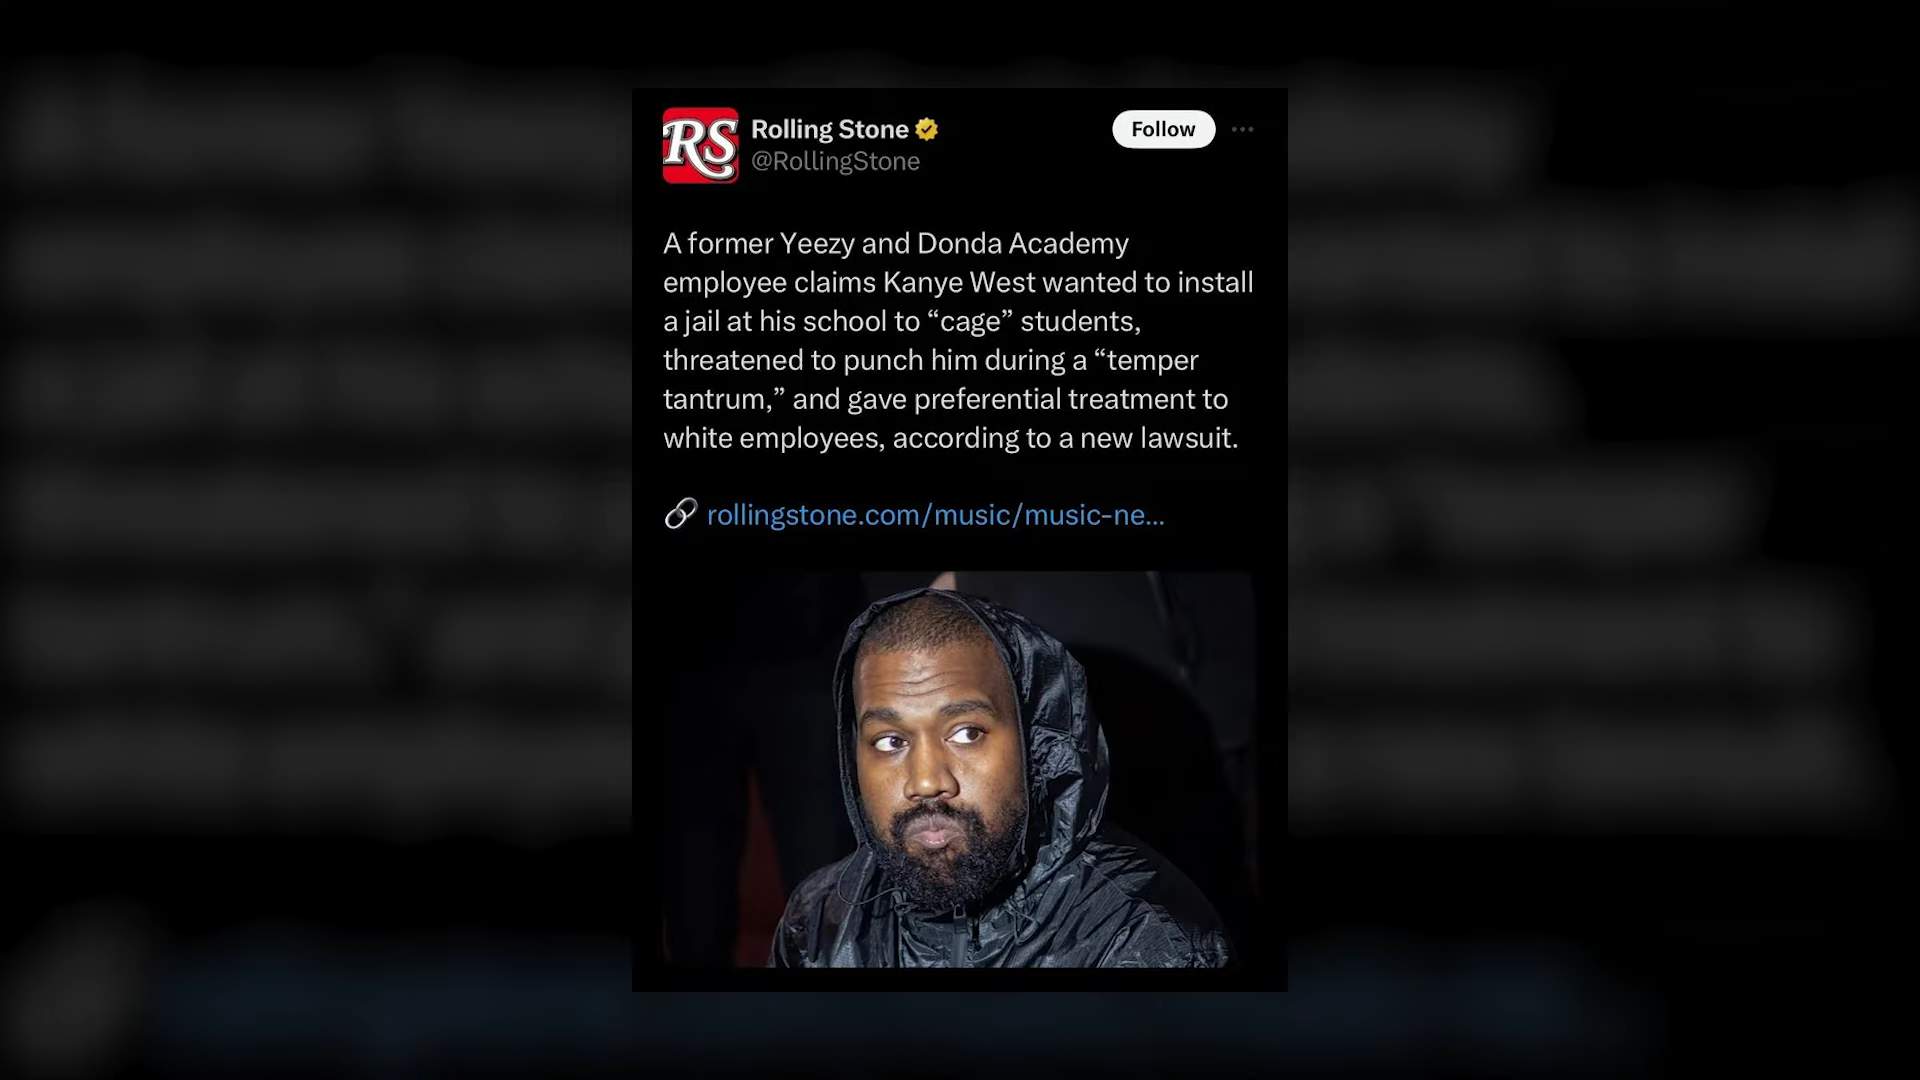 RS
Rolling Stone
Follow
@RollingStone
A former Yeezy and Donda Academy
employee claims Kanye West wanted to install
a jail at his school to “cage” students,
threatened to punch him during a “temper
tantrum,” and gave preferential treatment to
white employees, according to a new lawsuit.
rollingstone.com/music/music-ne...